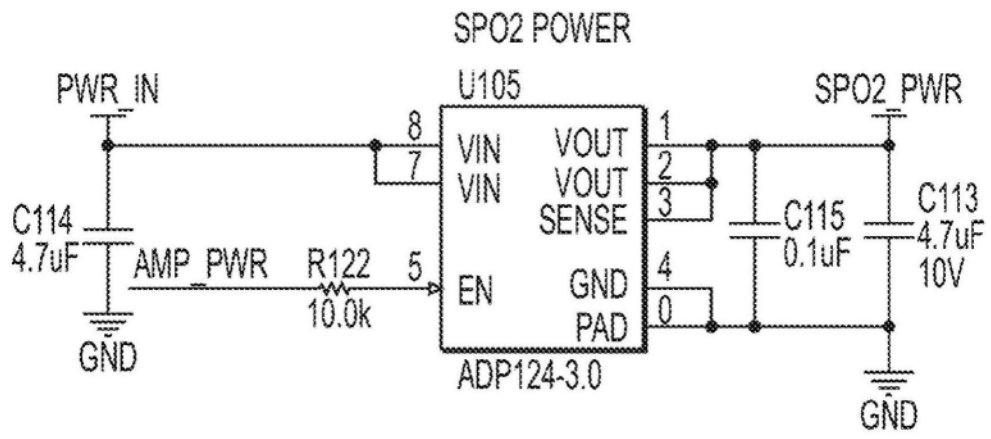 SPO2 POWER
PWR_IN
U105
SPO2_PWR
8
VIN
VOUT
1
7
VIN
VOUT
2
SENSE
3
C114
4.7uF
C115
0.1uF
C113
4.7uF
10V
AMP_PWR
R122
10.0k
5
EN
GND
4
PAD
0
GND
ADP124-3.0
GND